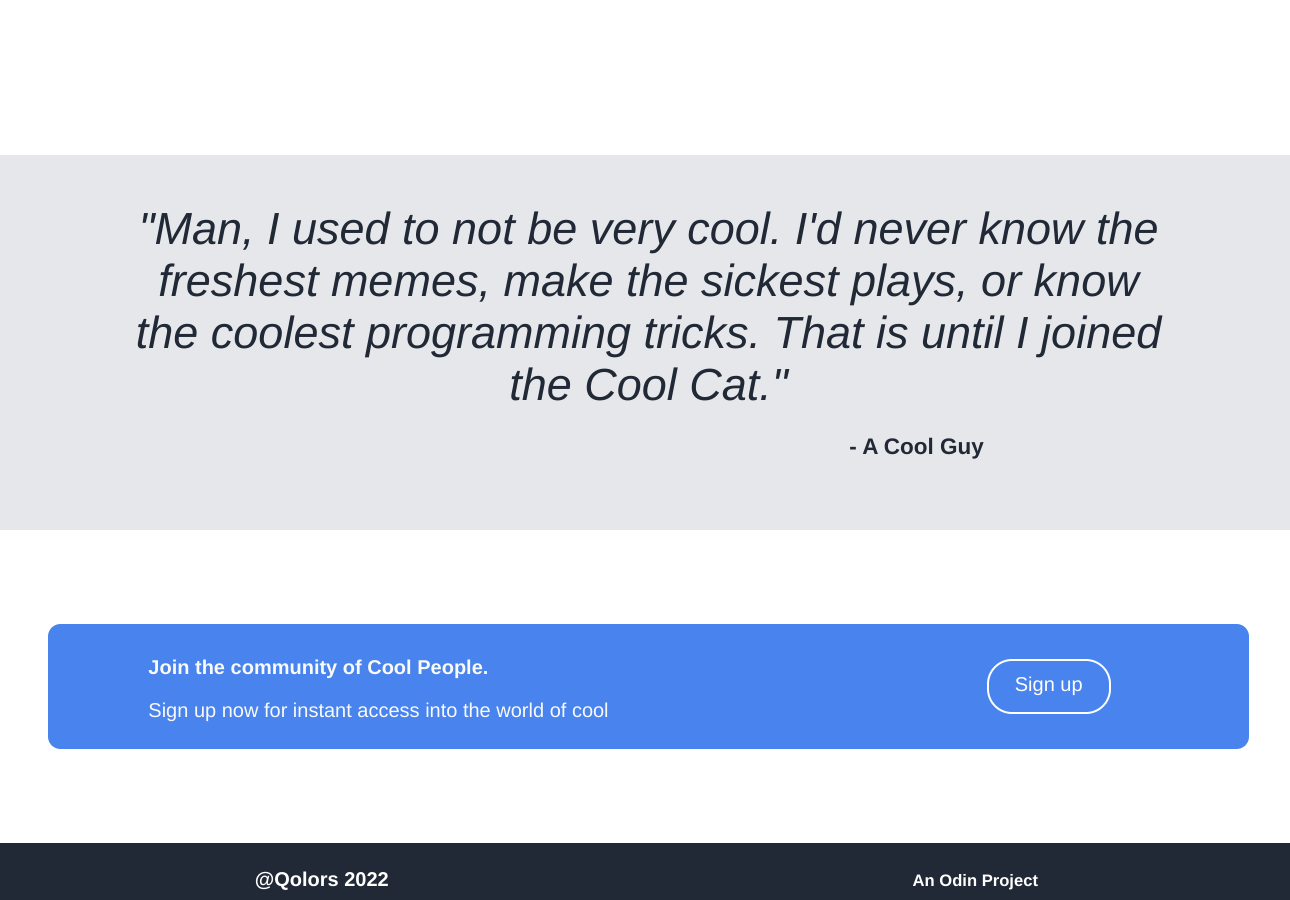 "Man, I used to not be very cool. I'd never know the
freshest memes, make the sickest plays, or know
the coolest programming tricks. That is until I joined
the Cool Cat."
- A Cool Guy
Join the community of Cool People.
Sign up now for instant access into the world of cool
Sign up
@Qolors 2022
An Odin Project